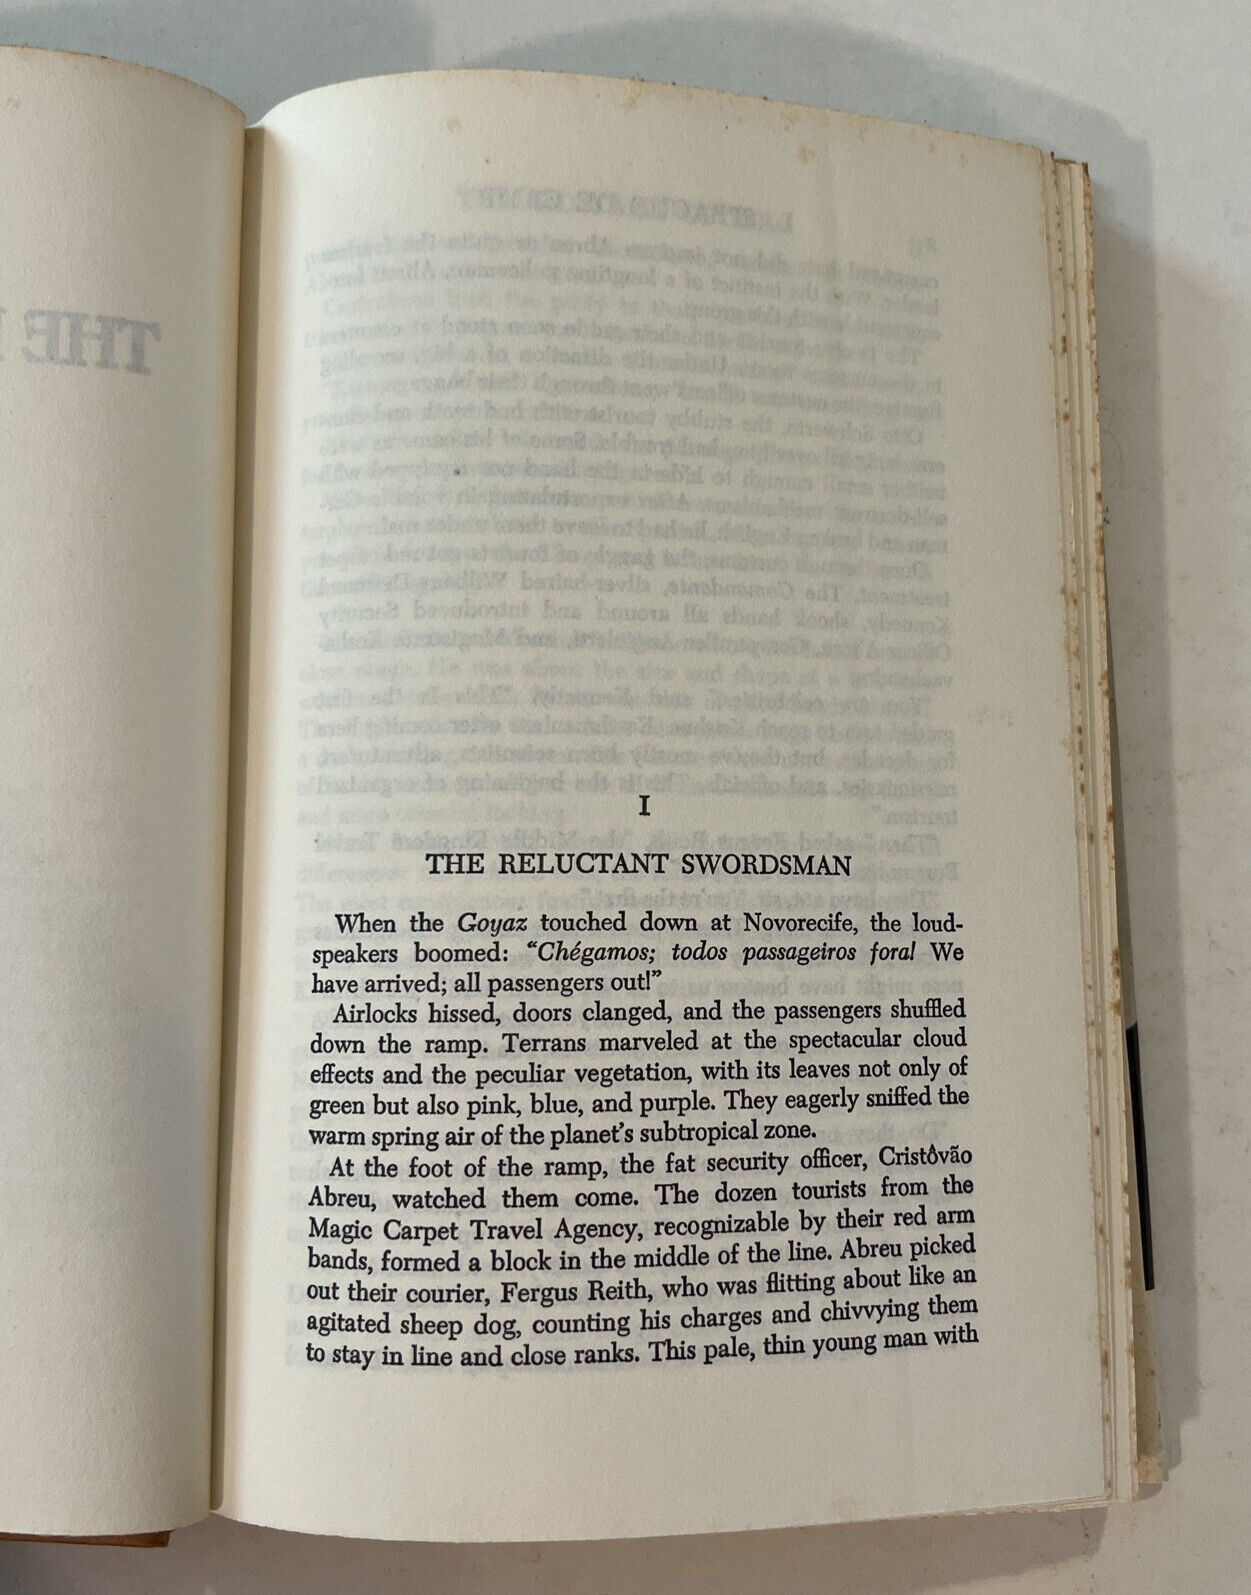 I
THE RELUCTANT SWORDSMAN
When the Goyaz touched down at Novorecife, the loud-
speakers boomed: “Chégamos; todos passageiros fora! We
have arrived; all passengers out!”
Airlocks hissed, doors clanged, and the passengers shuffled
down the ramp. Terrans marveled at the spectacular cloud
effects and the peculiar vegetation, with its leaves not only of
green but also pink, blue, and purple. They eagerly sniffed the
warm spring air of the planet’s subtropical zone.
At the foot of the ramp, the fat security officer, Cristôvão
Abreu, watched them come. The dozen tourists from the
Magic Carpet Travel Agency, recognizable by their red arm
bands, formed a block in the middle of the line. Abreu picked
out their courier, Fergus Reith, who was flitting about like an
agitated sheep dog, counting his charges and chivvying them
to stay in line and close ranks. This pale, thin young man with